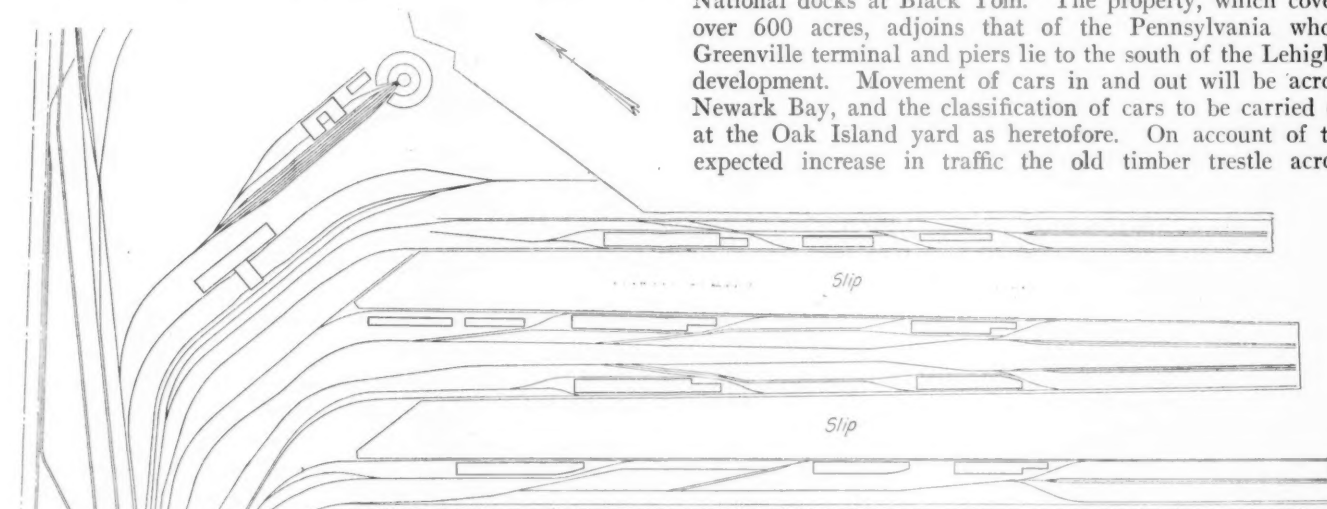 National docks at Black Tom. The property, which cove
over 600 acres, adjoins that of the Pennsylvania who
Greenville terminal and piers lie to the south of the Lehigh
development. Movement of cars in and out will be acro
Newark Bay, and the classification of cars to be carried
at the Oak Island yard as heretofore. On account of t
expected increase in traffic the old timber trestle acro
Slip
Slip